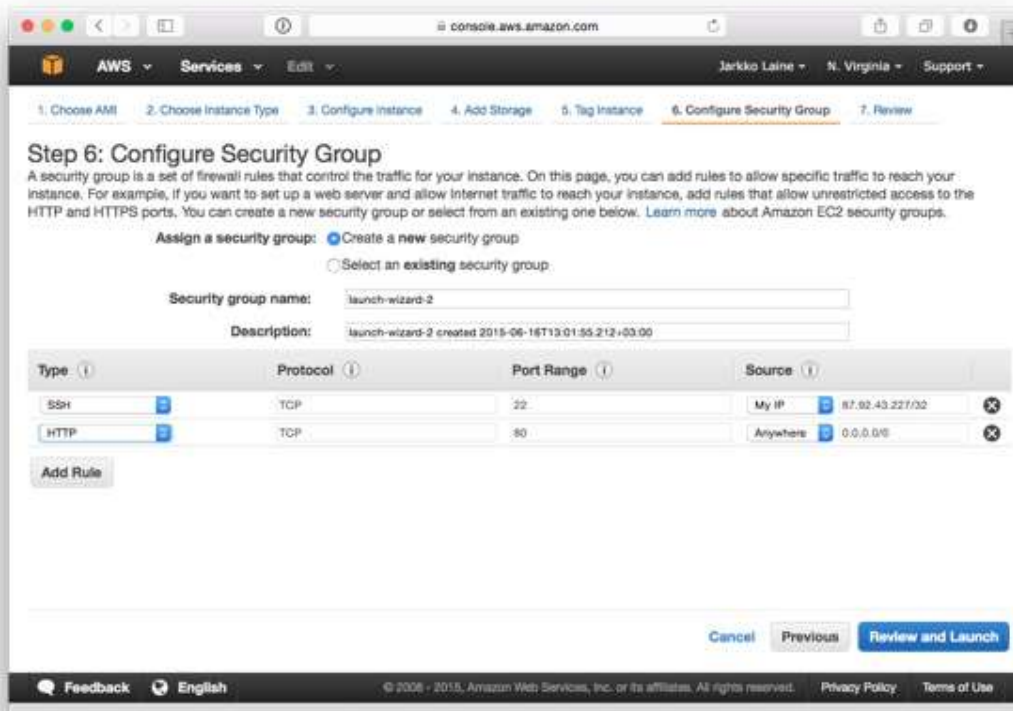 console.aws.amazon.com
AWS Services Edit Jarkko Laine N. Virginia Support
1. Choose AMI 2. Choose Instance Type 3. Configure Instance 4. Add Storage 5. Tag Instance 6. Configure Security Group 7. Review
Step 6: Configure Security Group
A security group is a set of firewall rules that control the traffic for your instance. On this page, you can add rules to allow specific traffic to reach your
instance. For example, if you want to set up a web server and allow Internet traffic to reach your instance, add rules that allow unrestricted access to the
HTTP and HTTPS ports. You can create a new security group or select from an existing one below. Learn more about Amazon EC2 security groups.
Assign a security group: Create a new security group
Select an existing security group
Security group name: launch-wizard-2
Description: launch-wizard-2 created 2015-06-16T13:01:55.212+03:00
Type Protocol Port Range Source
SSH TCP 22 My IP
HTTP TCP 80 Anywhere 0.0.0.0/0
Add Rule
Cancel Previous Review and Launch
Feedback English © 2008 - 2015, Amazon Web Services, Inc. or its affiliates. All rights reserved. Privacy Policy Terms of Use